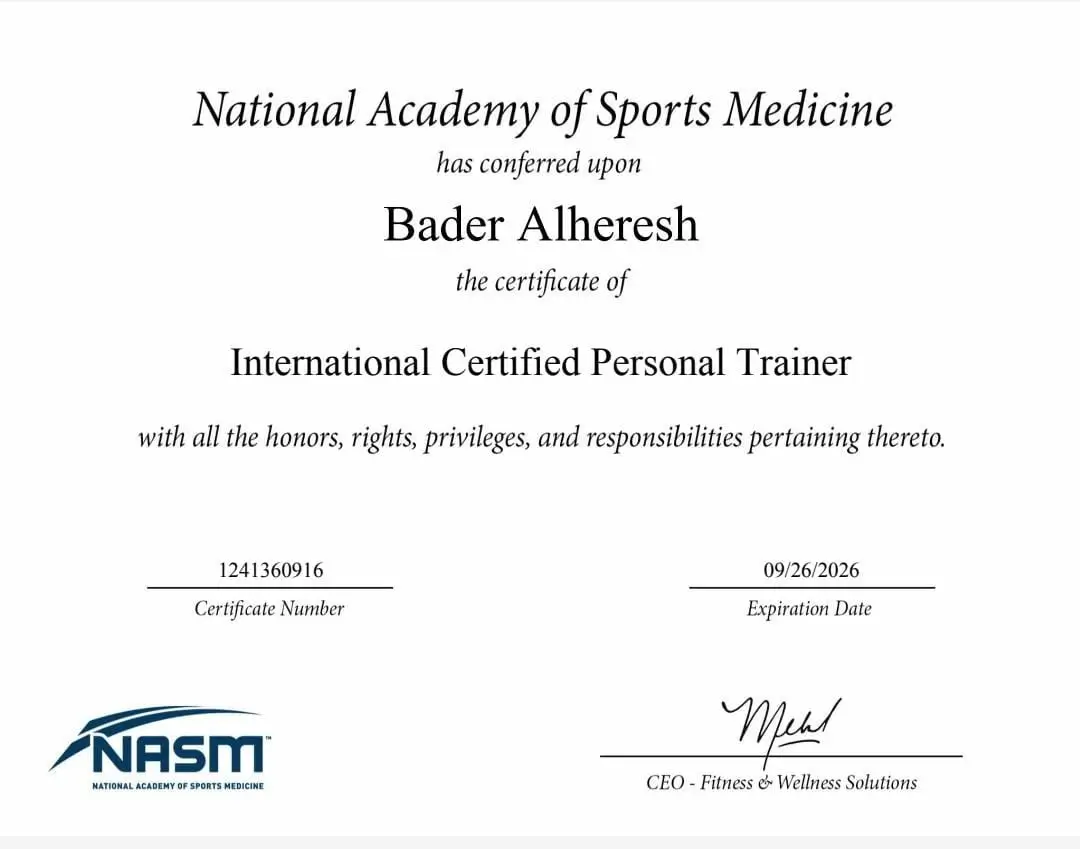 National Academy of Sports Medicine
has conferred upon
Bader Alheresh
the certificate of
International Certified Personal Trainer
with all the honors, rights, privileges, and responsibilities pertaining thereto.
1241360916
Certificate Number
09/26/2026
Expiration Date
NASM™
NATIONAL ACADEMY OF SPORTS MEDICINE
CEO - Fitness & Wellness Solutions